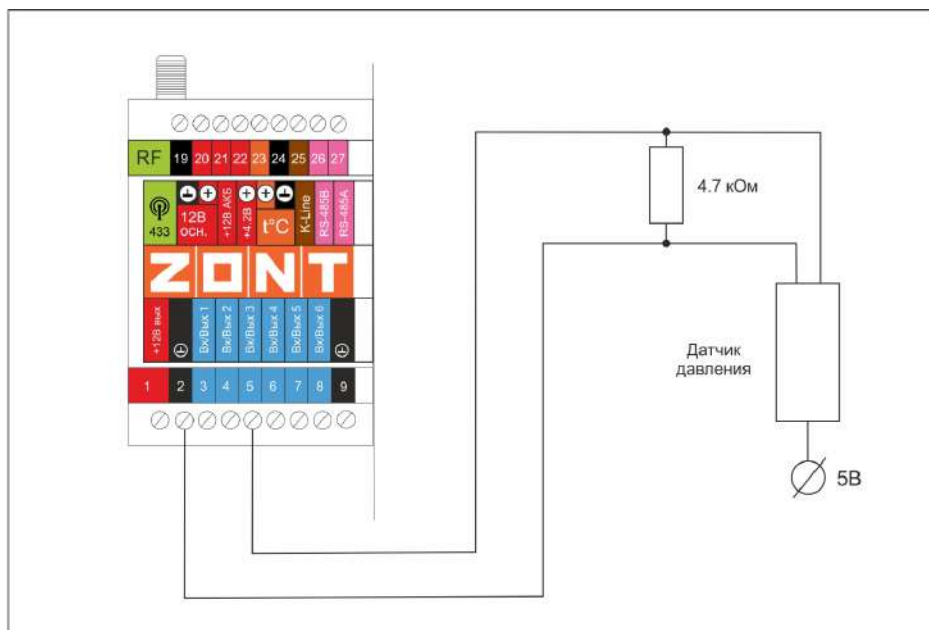 RF
19
20
21
22
23
24
25
26
27
433
12В
осн.
+12В АКБ
+4.2В
t°C
K-Line
RS-485B
RS-485A
ZONT
+12В вых
Вх/Вых 1
Вх/Вых 2
Вх/Вых 3
Вх/Вых 4
Вх/Вых 5
Вх/Вых 6
1
2
3
4
5
6
7
8
9
4.7 кОм
Датчик
давления
5В